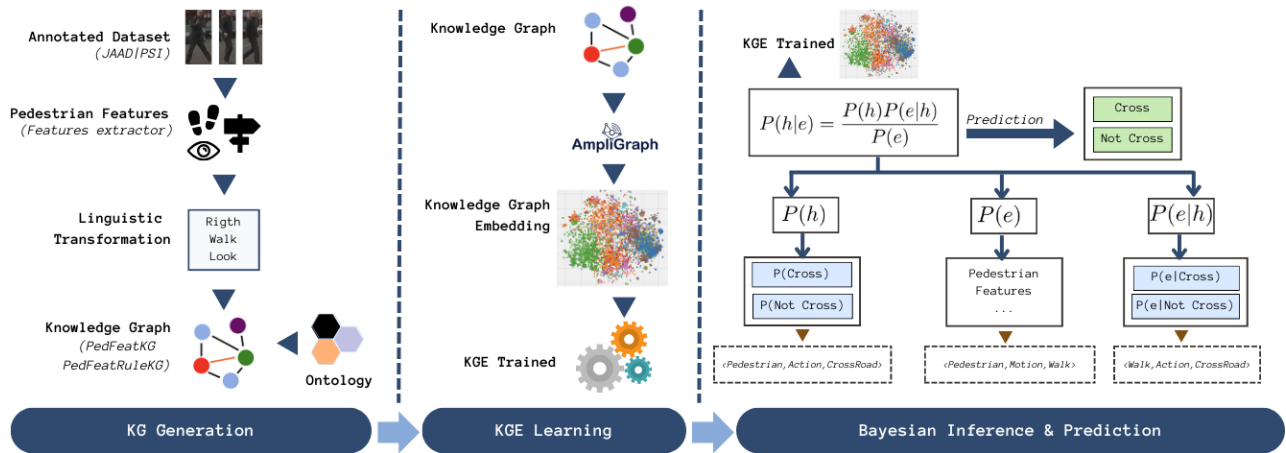 Annotated Dataset
(JAAD|PSI)
Pedestrian Features
(Features extractor)
Linguistic
Transformation
Rigth
Walk
Look
Knowledge Graph
(PedFeatKG
PedFeatRuleKG)
Ontology
KG Generation
Knowledge Graph
AmpliGraph
Knowledge Graph
Embedding
KGE Trained
KGE Learning
KGE Trained
P(h|e) = P(h)P(e|h) / P(e)
Prediction
Cross
Not Cross
P(h)
P(e)
P(e|h)
P(Cross)
P(Not Cross)
Pedestrian
Features
...
P(e|Cross)
P(e|Not Cross)
<Pedestrian,Action,CrossRoad>
<Pedestrian,Motion,Walk>
<Walk,Action,CrossRoad>
Bayesian Inference & Prediction